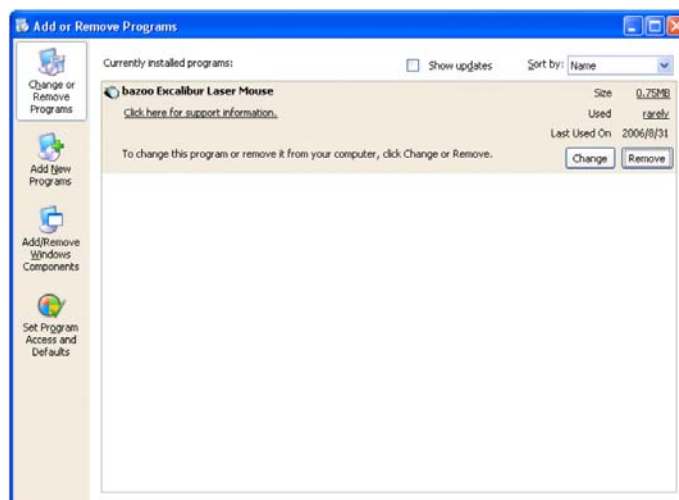 Add or Remove Programs
Change or
Remove
Programs
Add New
Programs
Add/Remove
Windows
Components
Set Program
Access and
Defaults
Currently installed programs:
Show updates
Sort by: Name
bazoo Excalibur Laser Mouse
Size 0.75MB
Click here for support information.
Used rarely
Last Used On 2006/8/31
To change this program or remove it from your computer, click Change or Remove.
Change Remove